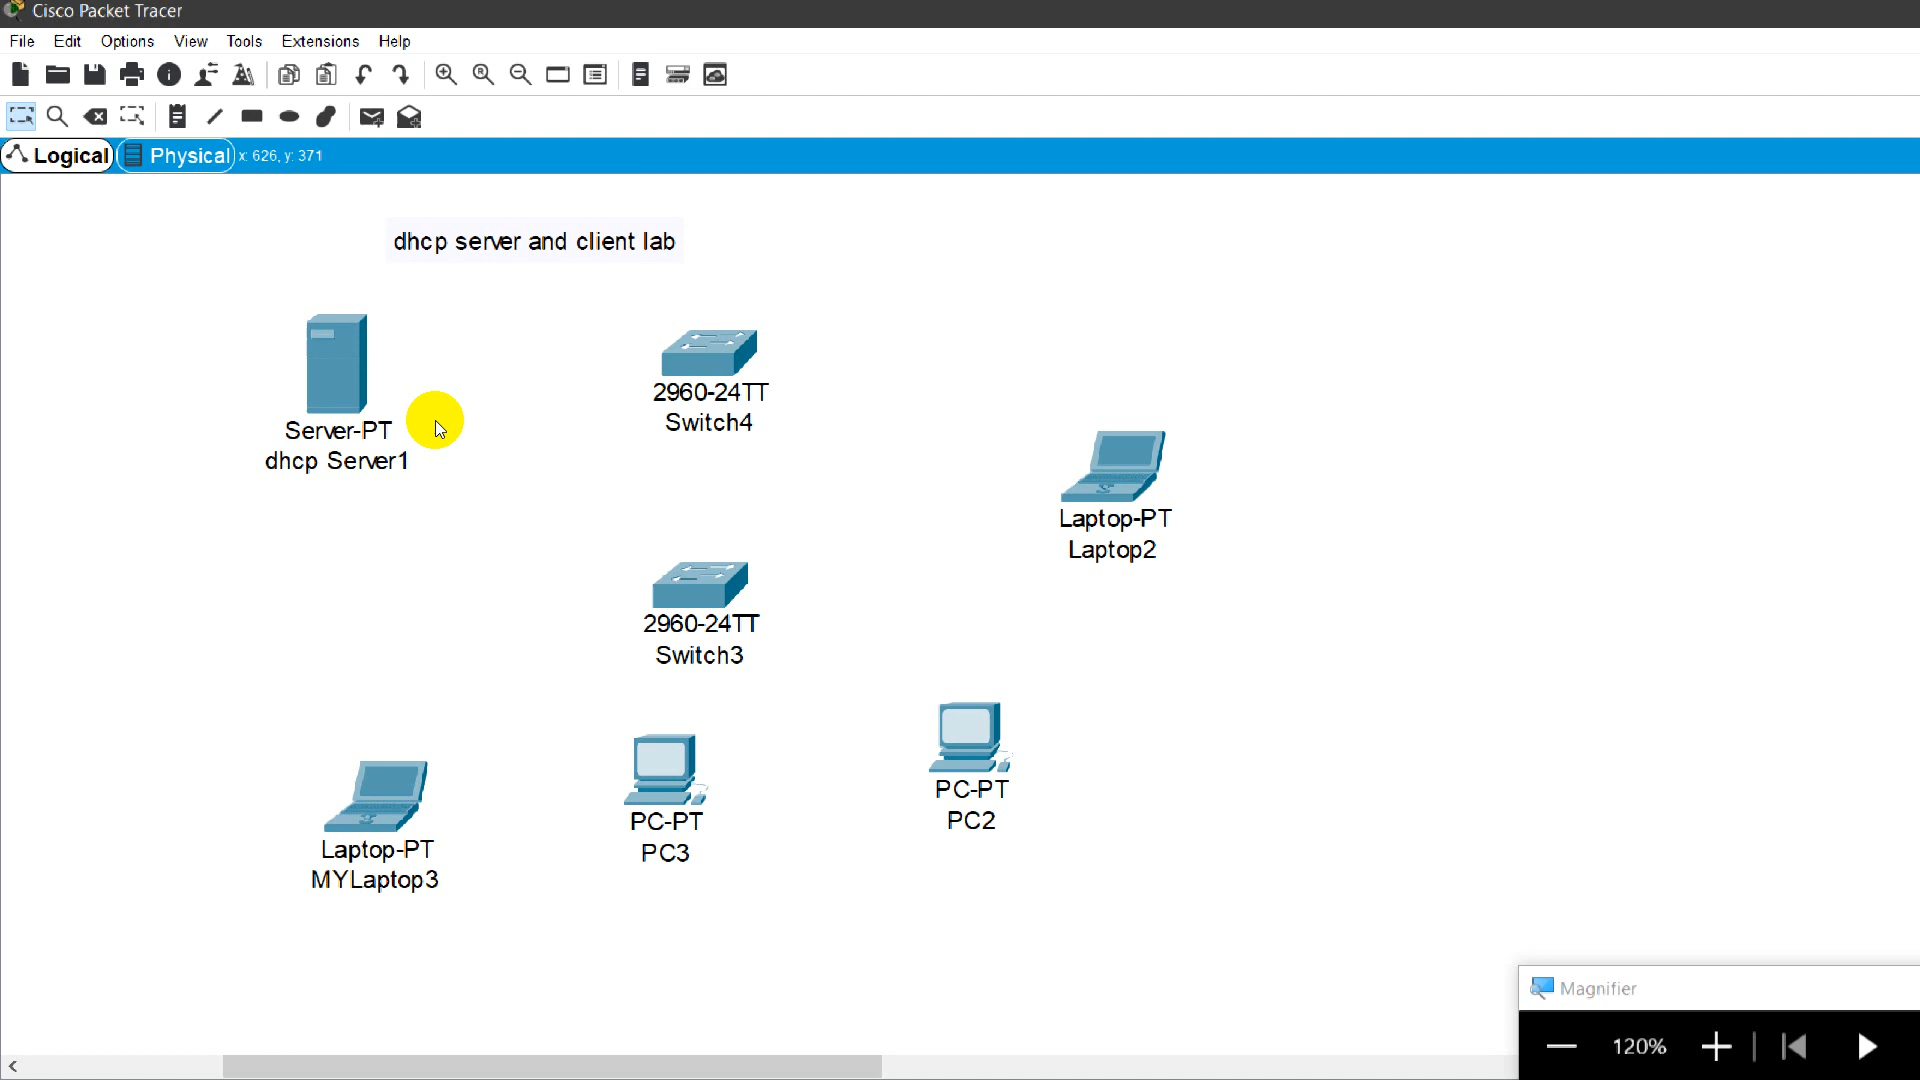 Cisco Packet Tracer
File Edit Options View Tools Extensions Help
Logical Physical x: 626, y: 371
dhcp server and client lab
Server-PT
dhcp Server1
2960-24TT
Switch4
Laptop-PT
Laptop2
2960-24TT
Switch3
Laptop-PT
MYLaptop3
PC-PT
PC3
PC-PT
PC2
Magnifier
120%